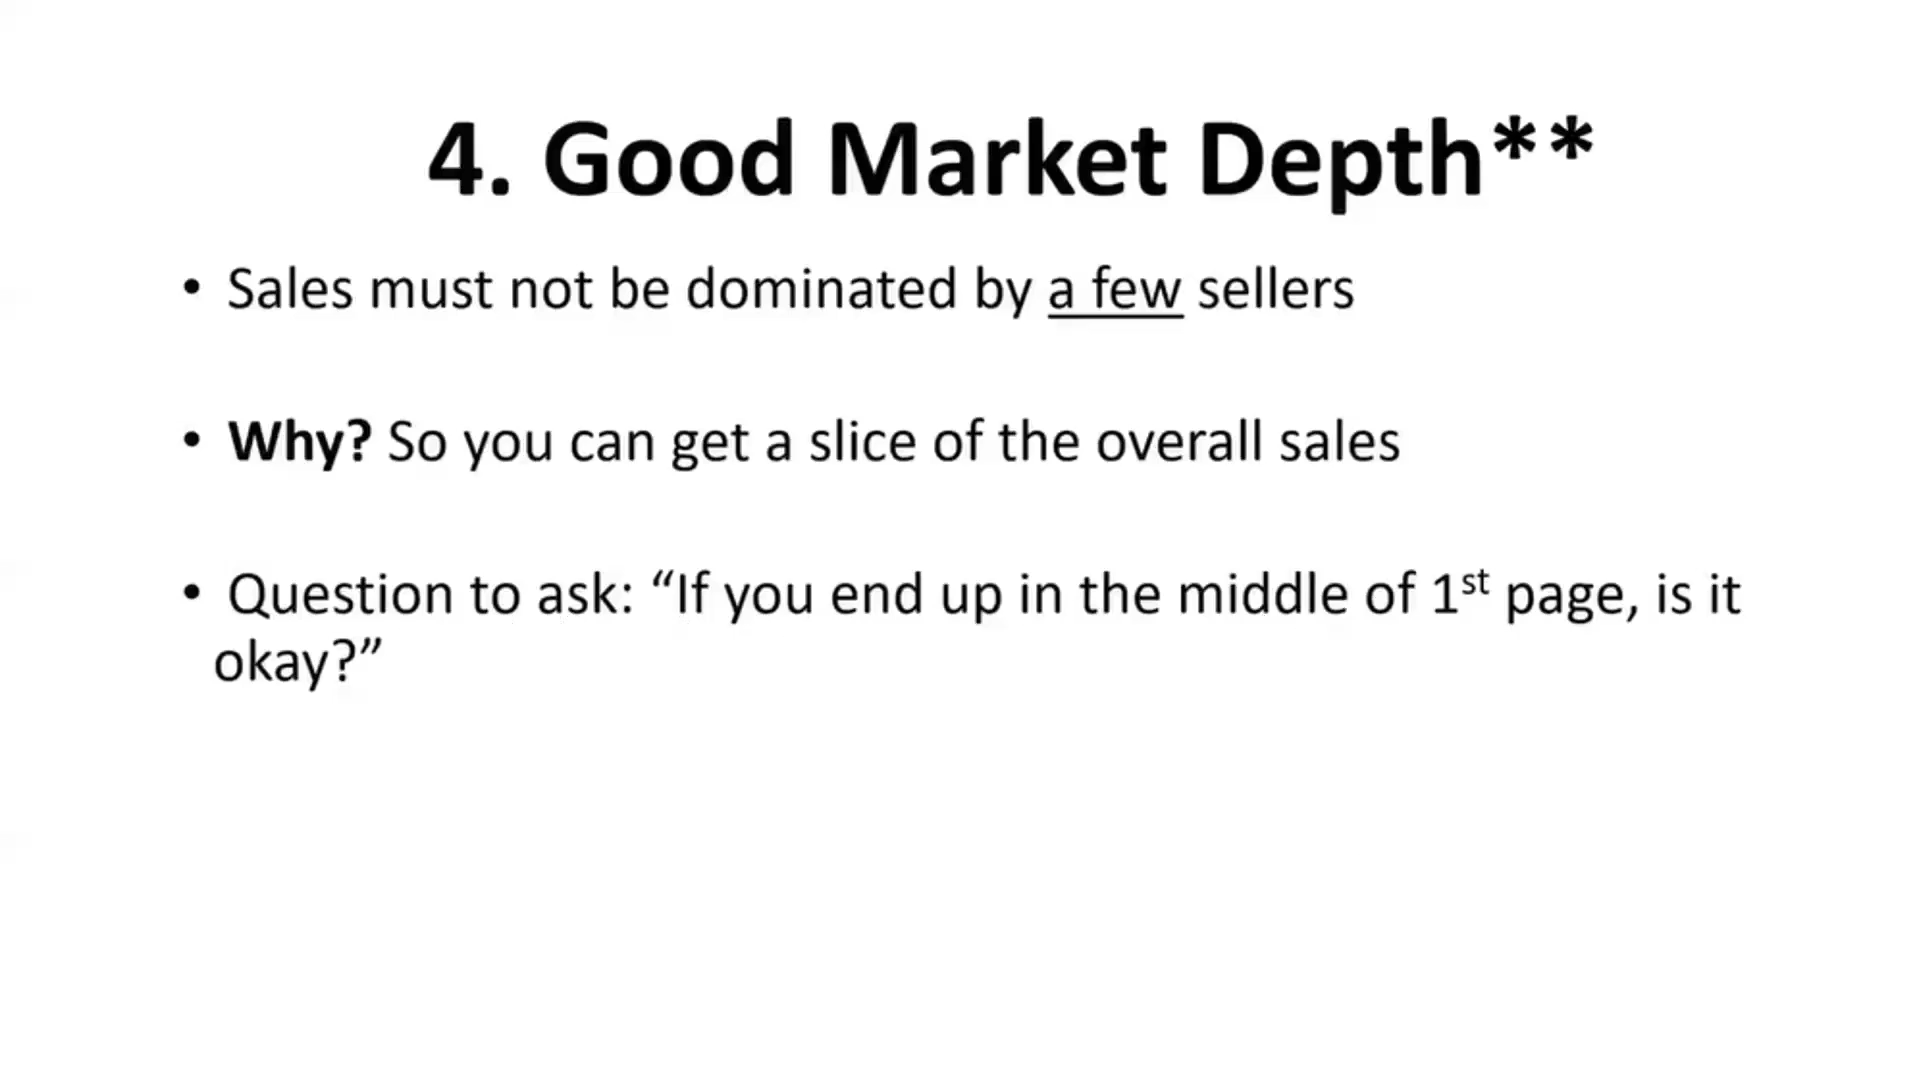 4. Good Market Depth**
• Sales must not be dominated by a few sellers
• Why? So you can get a slice of the overall sales
• Question to ask: “If you end up in the middle of 1st page, is it
okay?”